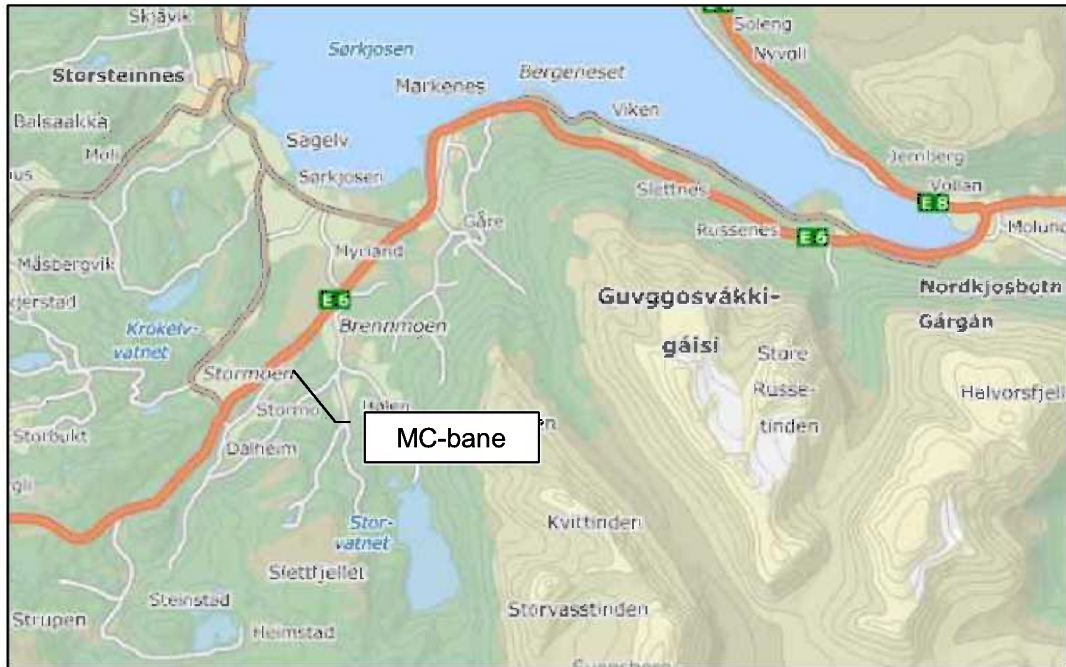 Skjåvik
Soleng
Sørkjosen
Nyvoll
Storsteinnes
Bergeneset
Markenes
Viken
Balsaakka
Moli
Sagelv
Jernberg
Sørkjosen
Slettnes
Vollan
E 8
Gåre
Russenes
E 6
Molund
Myrland
Måsbergvik
Nordkjosbotn
Guvggosvákki-
gáisi
E 6
Gárgán
Krokelv-
vatnet
Brennmoen
Store
Russe-
tinden
Stormoen
Halvorsfjell
Stormo
Hålen
MC-bane
Storbukt
Dalheim
Stor-
vatnet
Kvittinden
Slettfjellet
Steinstad
Storvasstinden
Strupen
Heimstad